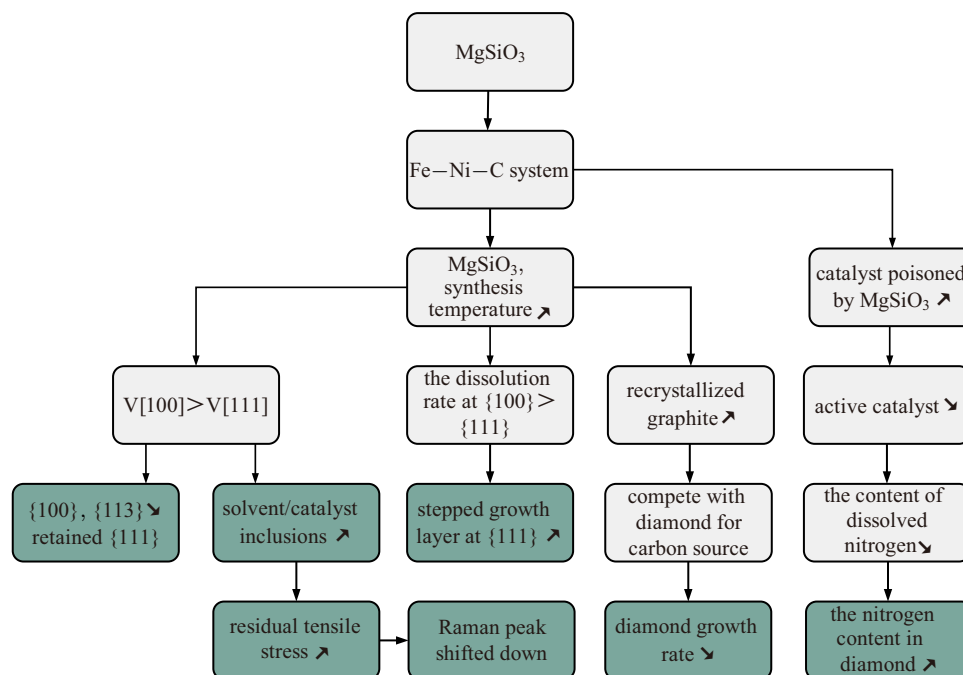 MgSiO₃
Fe—Ni—C system
MgSiO₃,
synthesis
temperature ↗
catalyst poisoned
by MgSiO₃ ↗
V[100]>V[111]
the dissolution
rate at {100}>
{111}
recrystallized
graphite ↗
active catalyst ↘
{100}, {113} ↘
retained {111}
solvent/catalyst
inclusions ↗
stepped growth
layer at {111} ↗
compete with
diamond for
carbon source
the content of
dissolved
nitrogen ↘
residual tensile
stress ↗
Raman peak
shifted down
diamond growth
rate ↘
the nitrogen
content in
diamond ↗